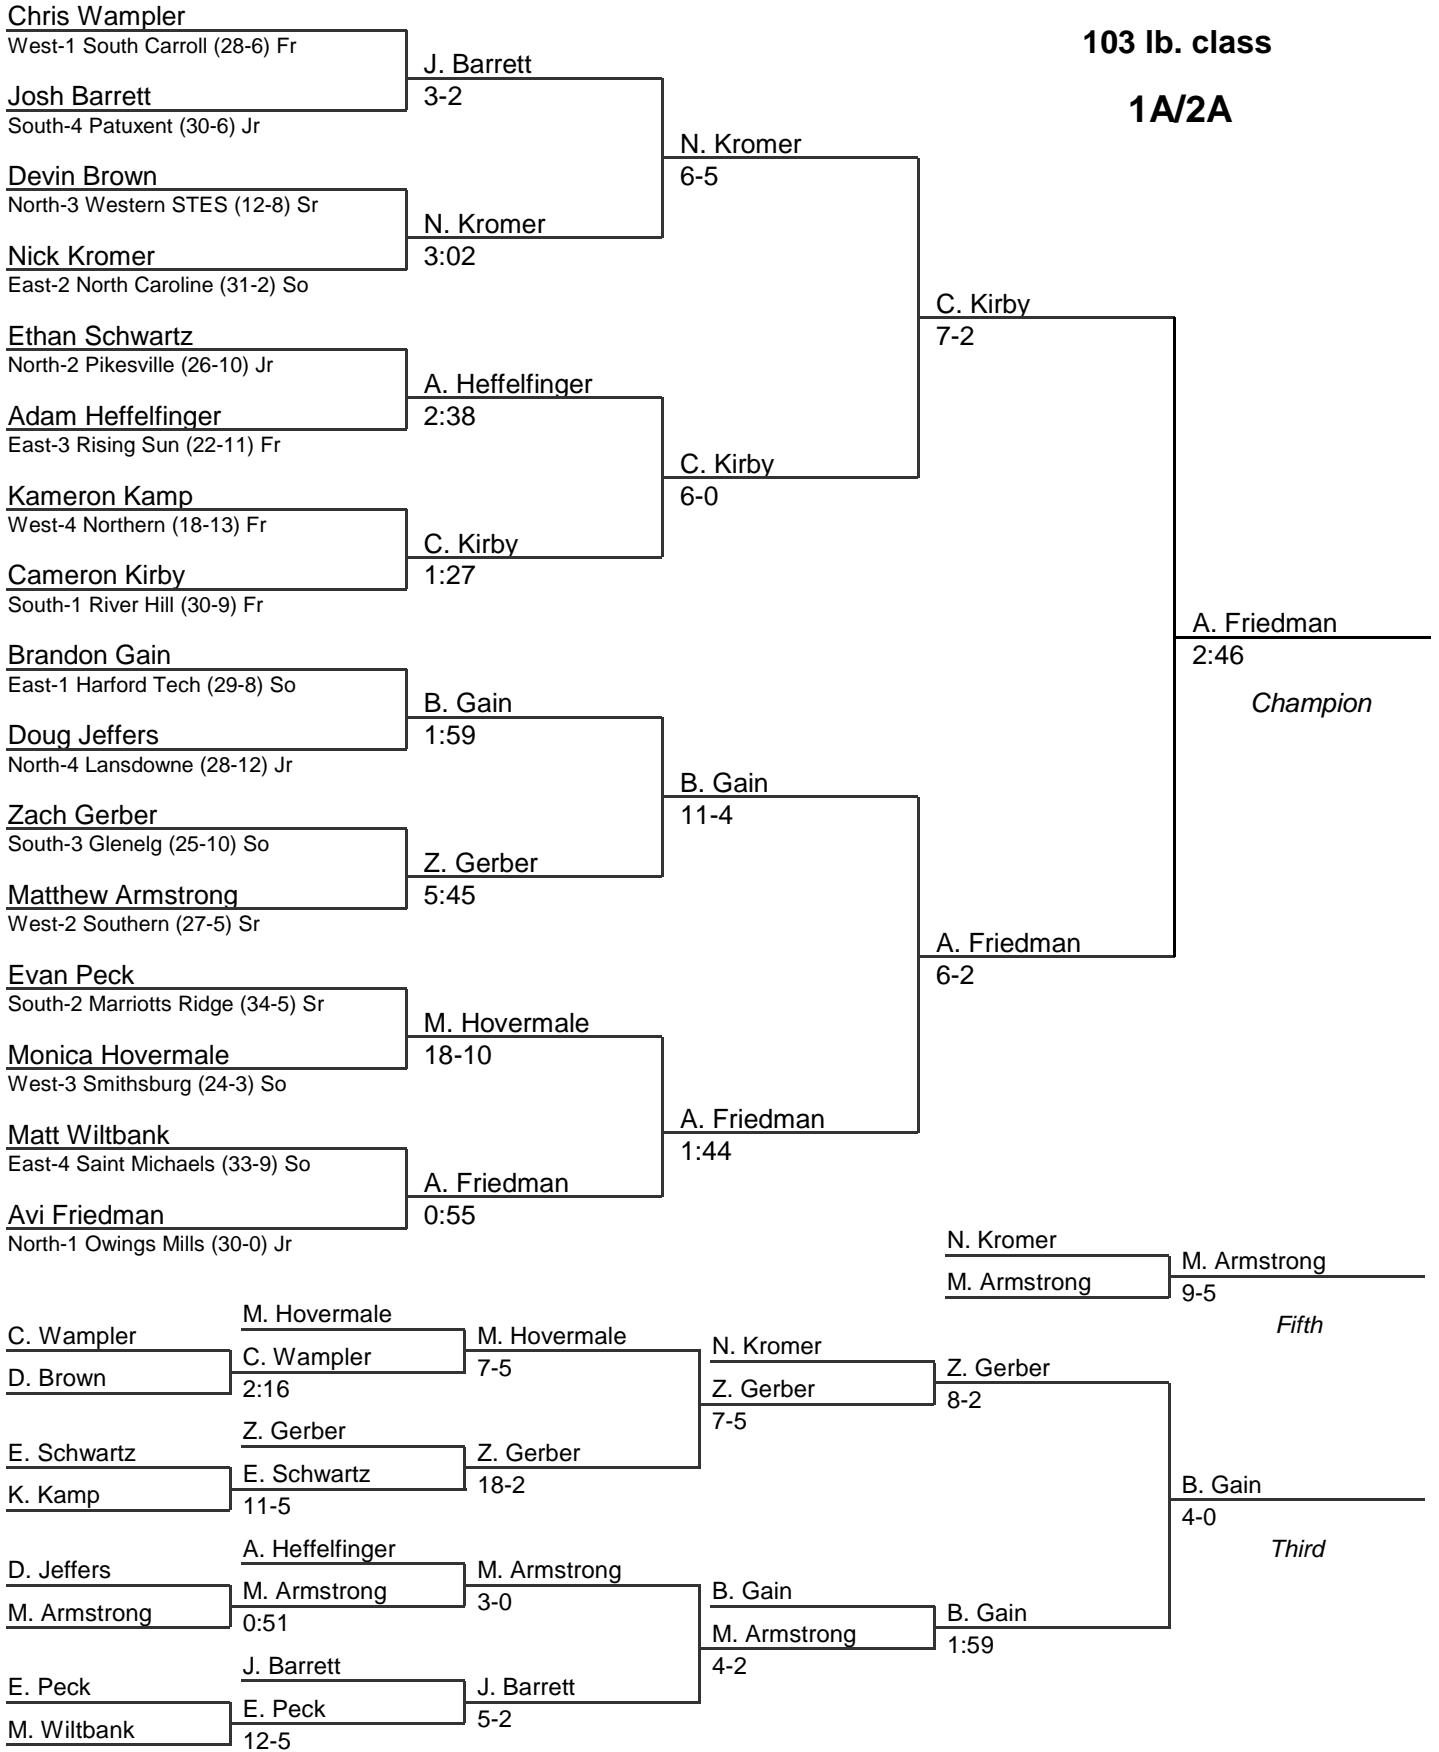 103 lb. class
1A/2A
Chris Wampler
West-1 South Carroll (28-6) Fr
Josh Barrett
South-4 Patuxent (30-6) Jr
Devin Brown
North-3 Western STES (12-8) Sr
Nick Kromer
East-2 North Caroline (31-2) So
Ethan Schwartz
North-2 Pikesville (26-10) Jr
Adam Heffelfinger
East-3 Rising Sun (22-11) Fr
Kameron Kamp
West-4 Northern (18-13) Fr
Cameron Kirby
South-1 River Hill (30-9) Fr
Brandon Gain
East-1 Harford Tech (29-8) So
Doug Jeffers
North-4 Lansdowne (28-12) Jr
Zach Gerber
South-3 Glenelg (25-10) So
Matthew Armstrong
West-2 Southern (27-5) Sr
Evan Peck
South-2 Marriotts Ridge (34-5) Sr
Monica Hovermale
West-3 Smithsburg (24-3) So
Matt Wiltbank
East-4 Saint Michaels (33-9) So
Avi Friedman
North-1 Owings Mills (30-0) Jr
J. Barrett
3-2
N. Kromer
3:02
A. Heffelfinger
2:38
C. Kirby
1:27
B. Gain
1:59
Z. Gerber
5:45
M. Hovermale
18-10
A. Friedman
0:55
N. Kromer
6-5
C. Kirby
6-0
B. Gain
11-4
A. Friedman
1:44
C. Kirby
7-2
A. Friedman
6-2
A. Friedman
2:46
Champion
N. Kromer
M. Armstrong
M. Armstrong
9-5
Fifth
C. Wampler
D. Brown
E. Schwartz
K. Kamp
D. Jeffers
M. Armstrong
E. Peck
M. Wiltbank
M. Hovermale
C. Wampler
2:16
Z. Gerber
E. Schwartz
11-5
A. Heffelfinger
M. Armstrong
0:51
J. Barrett
E. Peck
12-5
M. Hovermale
7-5
Z. Gerber
18-2
M. Armstrong
3-0
J. Barrett
5-2
N. Kromer
Z. Gerber
7-5
B. Gain
M. Armstrong
4-2
Z. Gerber
8-2
B. Gain
1:59
B. Gain
4-0
Third